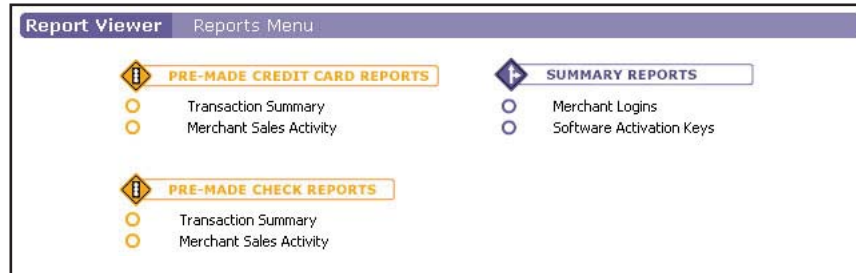 Report Viewer Reports Menu
PRE-MADE CREDIT CARD REPORTS
Transaction Summary
Merchant Sales Activity
SUMMARY REPORTS
Merchant Logins
Software Activation Keys
PRE-MADE CHECK REPORTS
Transaction Summary
Merchant Sales Activity